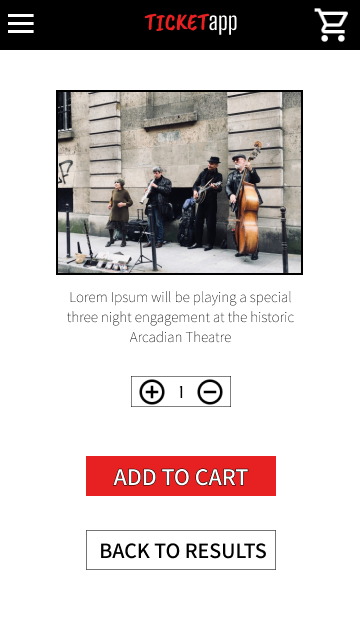 TICKETapp
Lorem Ipsum will be playing a special
three night engagement at the historic
Arcadian Theatre
1
ADD TO CART
BACK TO RESULTS